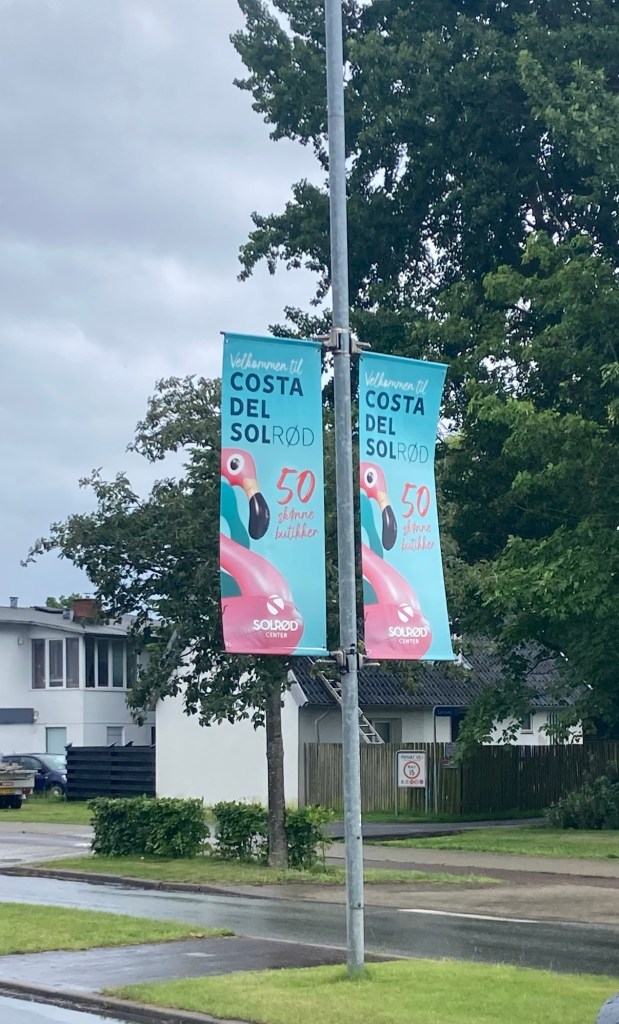 Velkommen til
COSTA
DEL
SOLRØD
50
skønne
butikker
SOLRØD
CENTER
Velkommen til
COSTA
DEL
SOLRØD
50
skønne
butikker
SOLRØD
CENTER
15